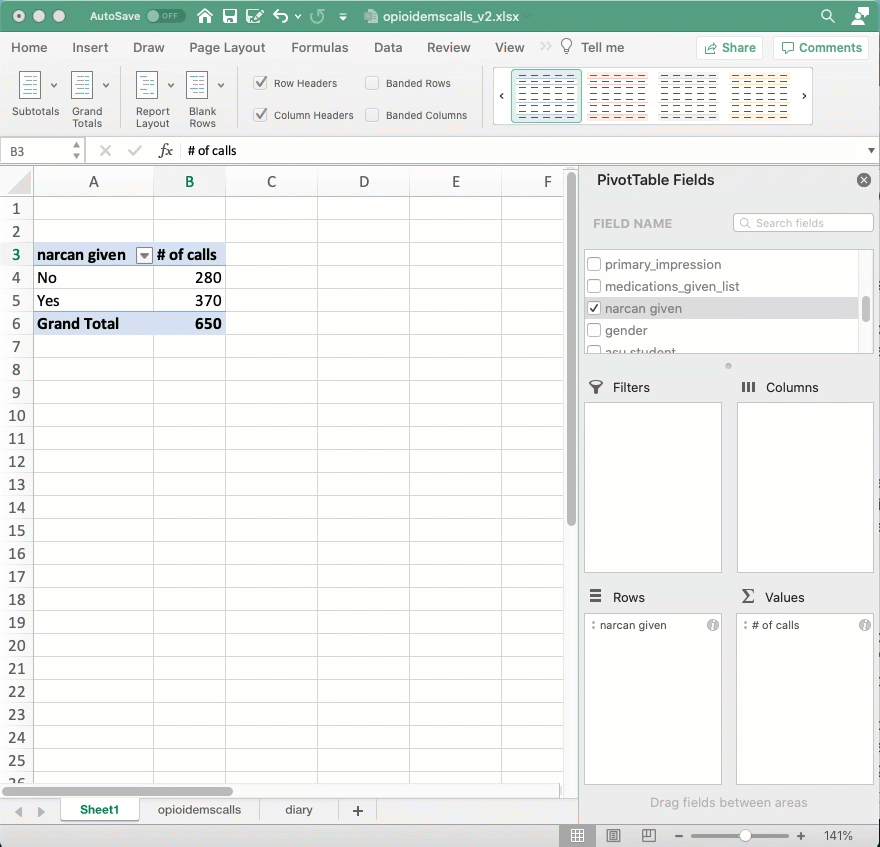 AutoSave OFF opioidemscalls_v2.xlsx
Home Insert Draw Page Layout Formulas Data Review View Tell me Share Comments
Subtotals Grand Totals Report Layout Blank Rows
Row Headers Banded Rows
Column Headers Banded Columns
B3 fx # of calls
A B C D E F
1
2
3 narcan given # of calls
4 No 280
5 Yes 370
6 Grand Total 650
7
8
9
10
11
12
13
14
15
16
17
18
19
20
21
22
23
24
25
26
PivotTable Fields
FIELD NAME Search fields
primary_impression
medications_given_list
narcan given
gender
asu student
Filters Columns
Rows Values
narcan given # of calls
Drag fields between areas
Sheet1 opioidemscalls diary +
141%